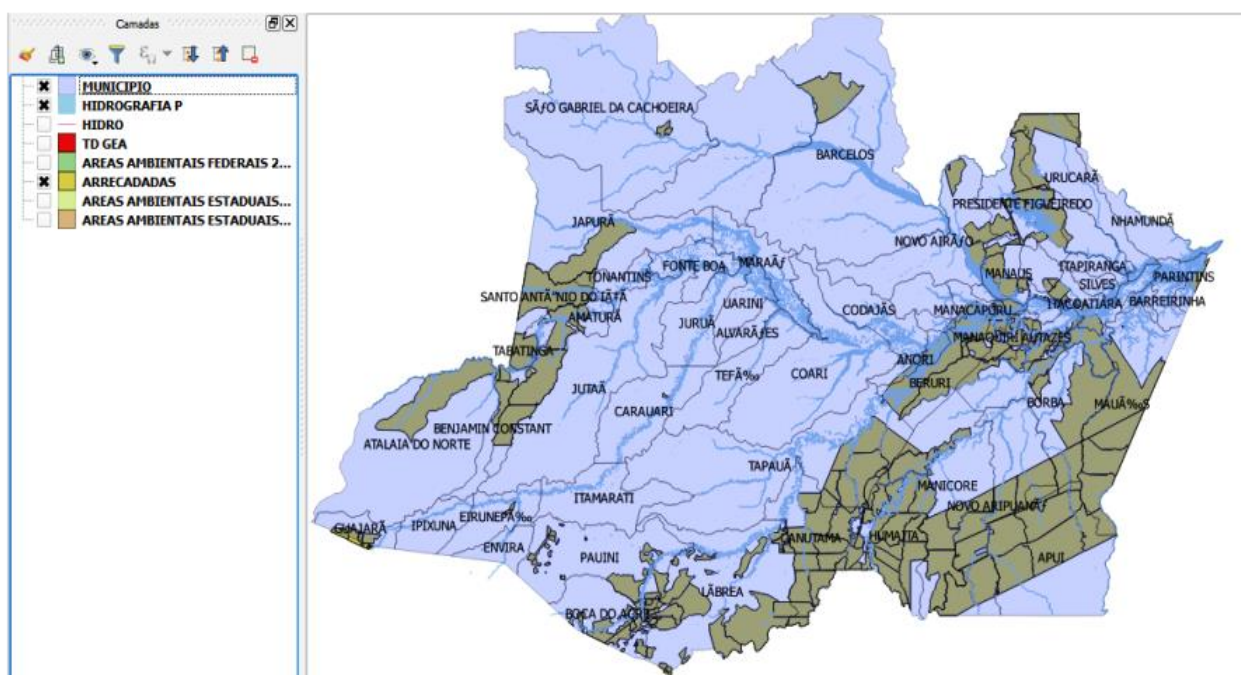 Camadas
MUNICIPIO
HIDROGRAFIA P
HIDRO
TD GEA
AREAS AMBIENTAIS FEDERAIS 2...
ARRECADADAS
AREAS AMBIENTAIS ESTADUAIS...
AREAS AMBIENTAIS ESTADUAIS...
SÃƒO GABRIEL DA CACHOEIRA
BARCELOS
URUCARÃ
PRESIDENTE FIGUEIREDO
NHAMUNDÃ
JAPURÃ
NOVO AIRÃƒO
MARAÃƒ
FONTE BOA
TONANTINS
MANAUS
ITAPIRANGA
PARINTINS
SILVES
SANTO ANTÃ"NIO DO IÃ‡Ã
UARINI
CODAJÃS
MANACAPURU
ITACOATIARA
BARREIRINHA
AMATURÃ
JURUÃ
ALVARÃƒES
MANAQUIRI
AUTAZES
TABATINGA
ANORI
TEFÃ‰
COARI
BERURI
JUTAÃ
CARAUARI
BORBA
MAUÃ‰S
BENJAMIN CONSTANT
ATALAIA DO NORTE
TAPAUÃ
MANICORE
ITAMARATI
NOVO ARIPUANÃƒ
GUAJARÃ
IPIXUNA
EIRUNEPÃ‰
CANUTAMA
HUMAITA
ENVIRA
PAUINI
APUI
LÃBREA
BOCA DO ACRE